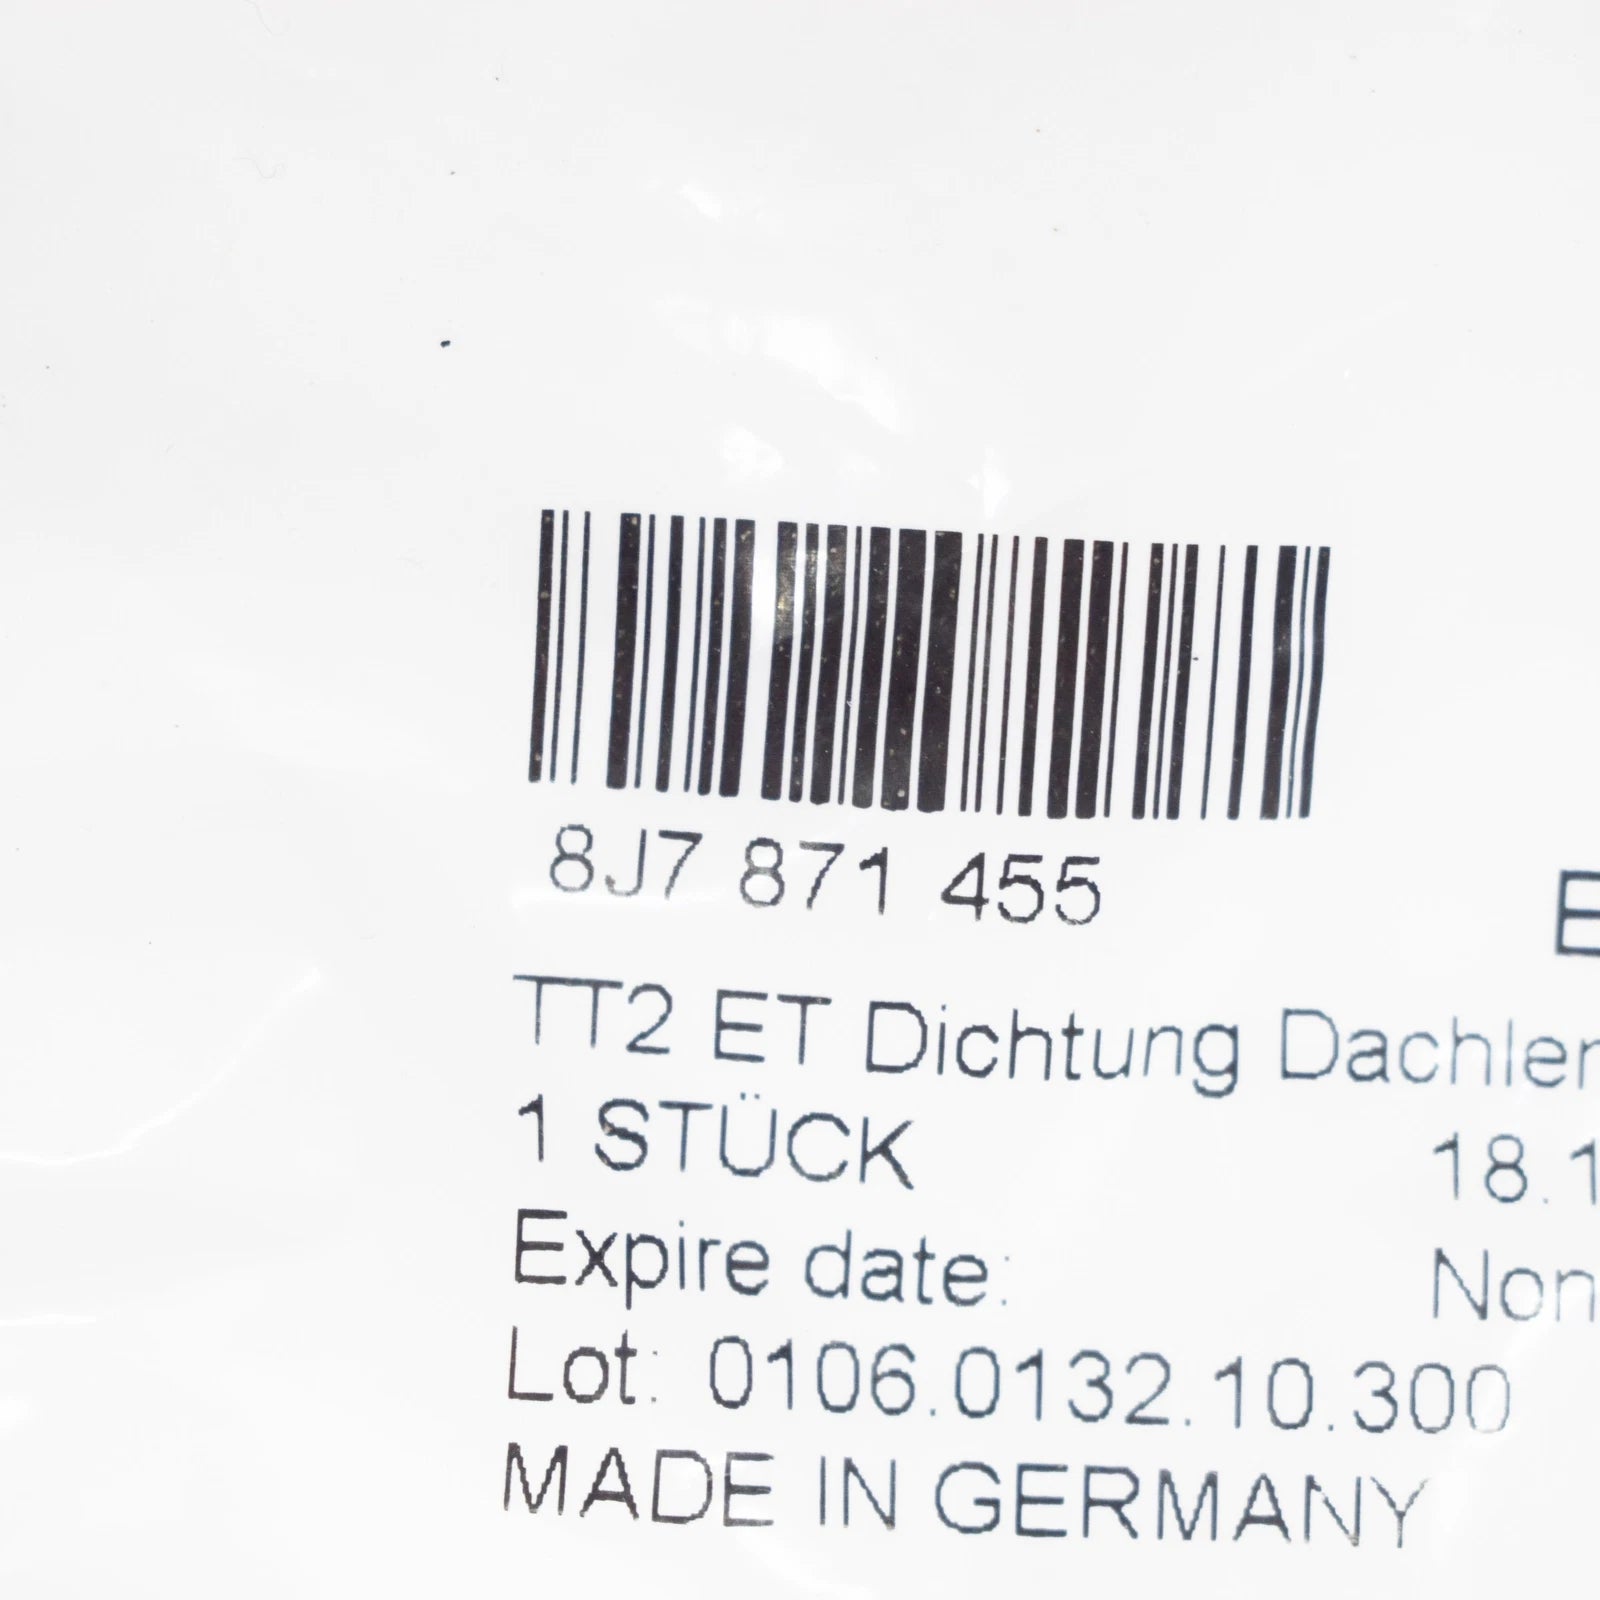 8J7 871 455
TT2 ET Dichtung
1 STÜCK
Expire date:
Lot: 0106.0132.10.300
MADE IN GERMANY